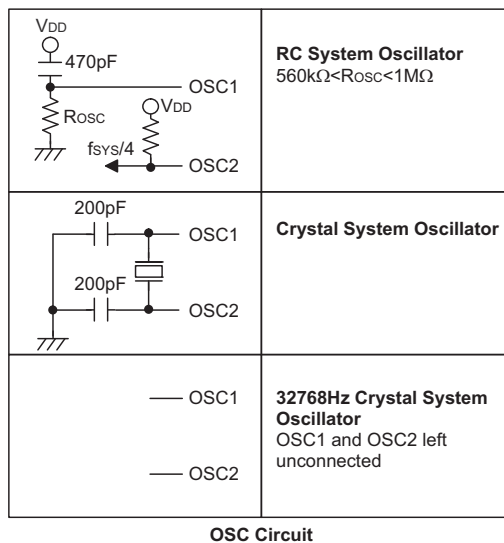 VDD
470pF
OSC1
ROSC
VDD
fSYS/4
OSC2
RC System Oscillator
560kΩ<ROSC<1MΩ
200pF
OSC1
200pF
OSC2
Crystal System Oscillator
OSC1
OSC2
32768Hz Crystal System
Oscillator
OSC1 and OSC2 left
unconnected
OSC Circuit